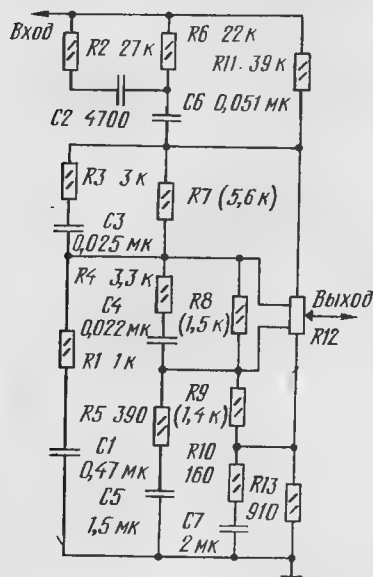 Вход
R2 27 к
R6 22 к
R11. 39 к
C2 4700
C6 0,051 мк
R3 3 к
R7 (5,6 к)
C3
0,025 мк
R4 3,3 к
C4
0,022 мк
R8
(1,5 к)
Выход
R12
R1 1 к
R9
(1,4 к)
R5 390
R10
160
R13
910
C1
0,47 мк
C5
1,5 мк
C7
2 мк